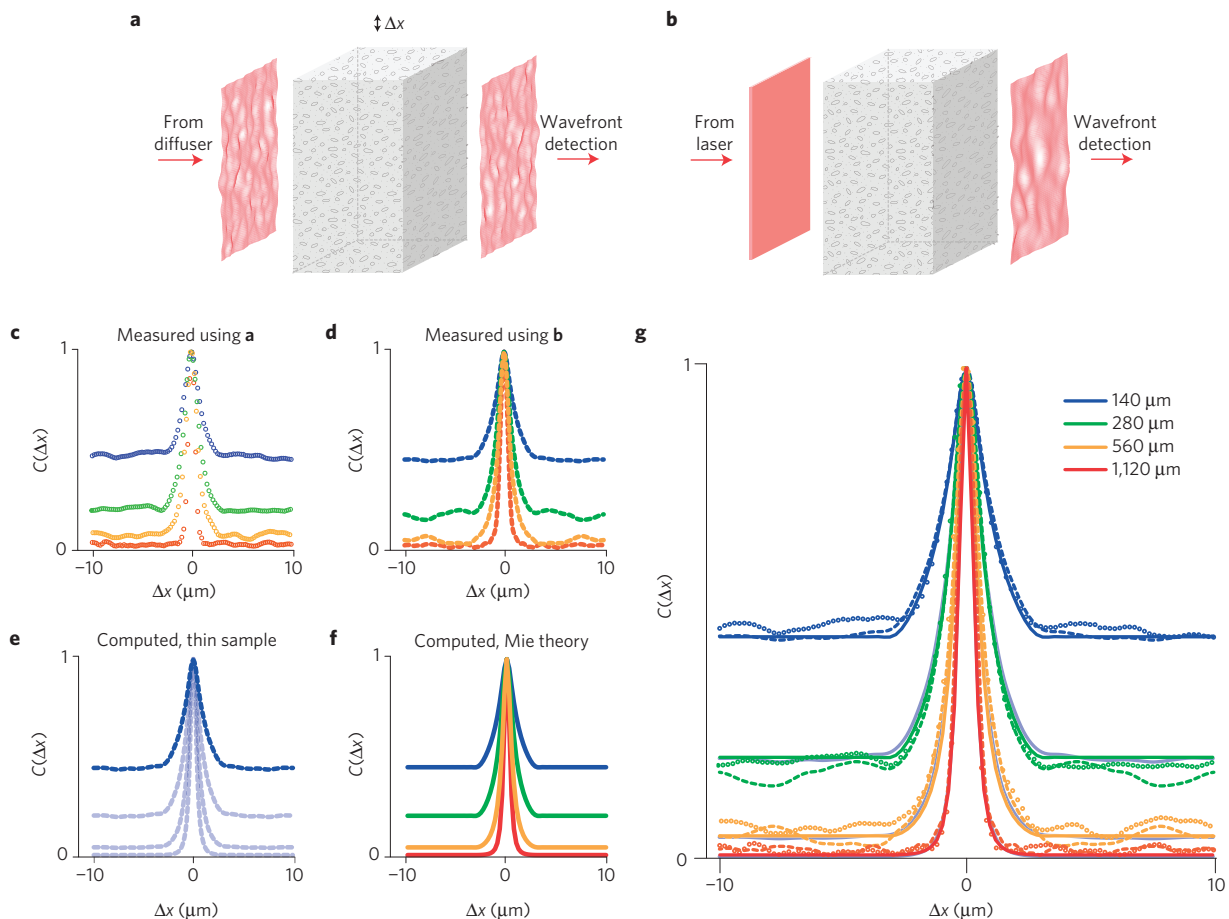 a
Δx
From
diffuser
Wavefront
detection
b
From
laser
Wavefront
detection
c
Measured using a
1
C(Δx)
0
−10
0
10
Δx (μm)
d
Measured using b
1
C(Δx)
0
−10
0
10
Δx (μm)
e
Computed, thin sample
1
C(Δx)
0
−10
0
10
Δx (μm)
f
Computed, Mie theory
1
C(Δx)
0
−10
0
10
Δx (μm)
g
1
C(Δx)
0
−10
0
10
Δx (μm)
140 μm
280 μm
560 μm
1,120 μm